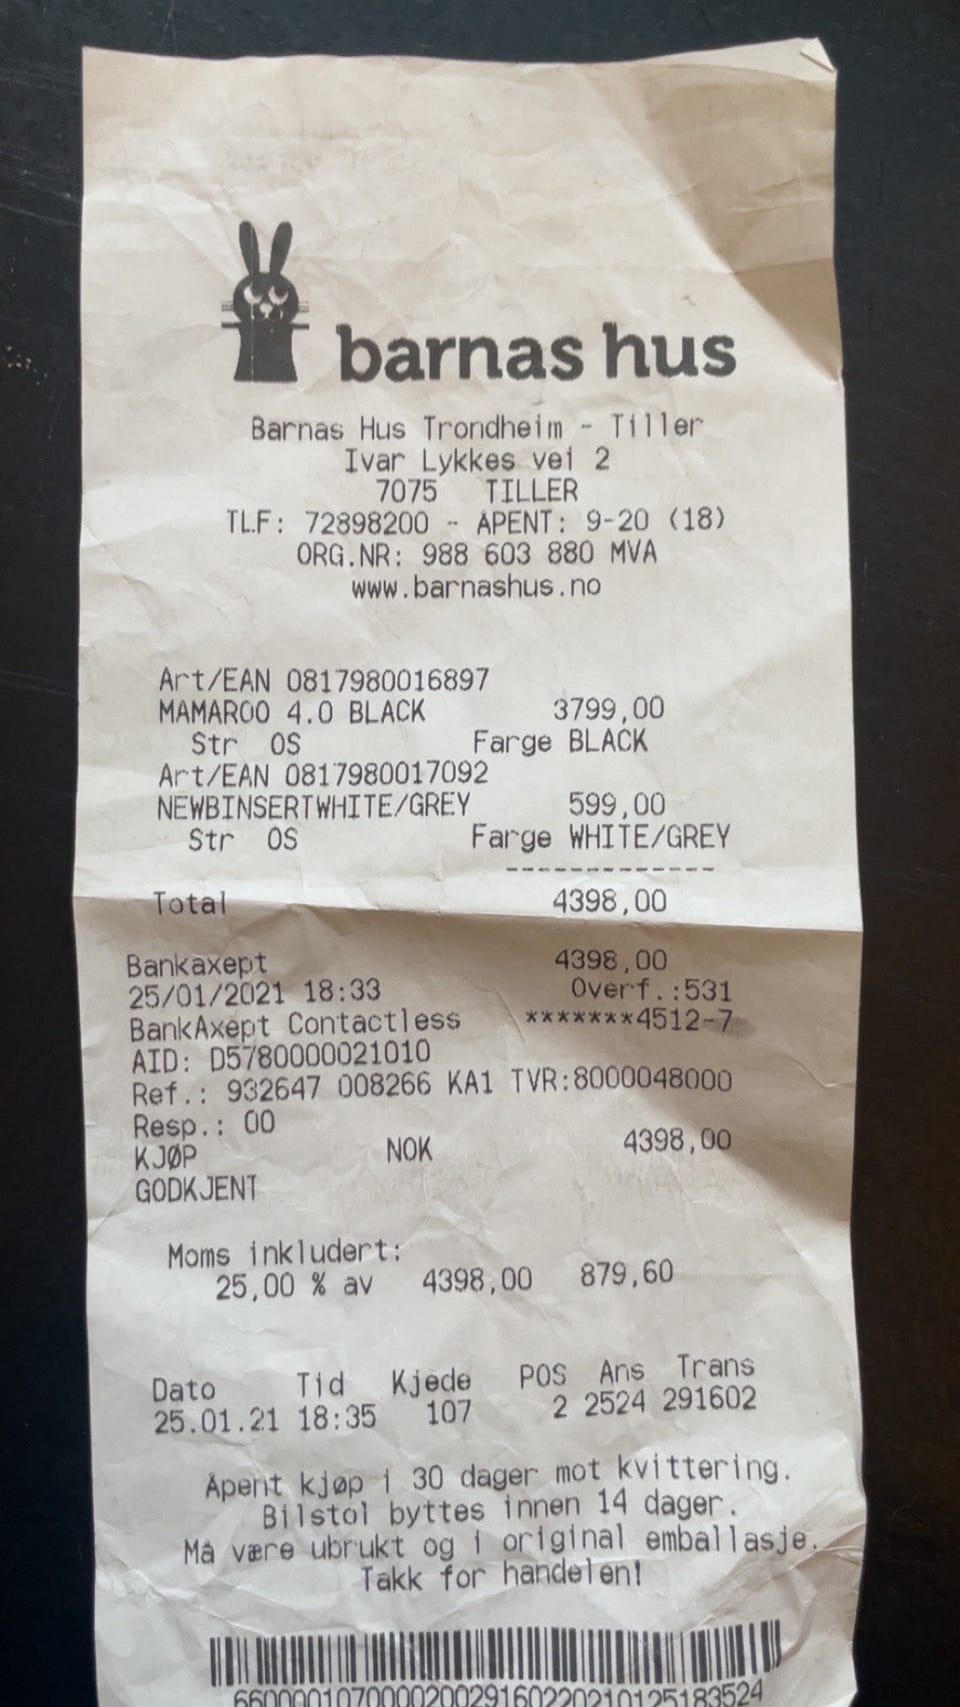 barnas hus
Barnas Hus Trondheim - Tiller
Ivar Lykkes vei 2
7075 TILLER
TLF: 72898200 - ÅPENT: 9-20 (18)
ORG.NR: 988 603 880 MVA
www.barnashus.no
Art/EAN 0817980016897
MAMAROO 4.0 BLACK 3799,00
Str OS Farge BLACK
Art/EAN 0817980017092
NEWBINSERTWHITE/GREY 599,00
Str OS Farge WHITE/GREY
-------------
Total 4398,00
Bankaxept 4398,00
25/01/2021 18:33 Overf.:531
BankAxept Contactless *******4512-7
AID: D5780000021010
Ref.: 932647 008266 KA1 TVR:8000048000
Resp.: 00
KJØP NOK 4398,00
GODKJENT
Moms inkludert:
25,00 % av 4398,00 879,60
Dato Tid Kjede POS Ans Trans
25.01.21 18:35 107 2 2524 291602
Åpent kjøp i 30 dager mot kvittering.
Bilstol byttes innen 14 dager.
Må være ubrukt og i original emballasje.
Takk for handelen!
660000107000020029160220210125183524